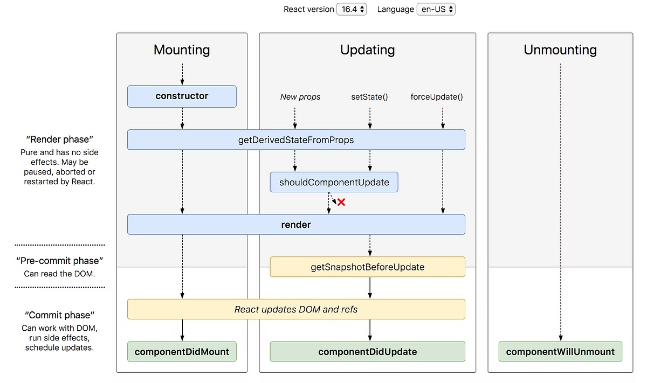 React version 16.4 Language en-US
Mounting
Updating
Unmounting
constructor
New props
setState()
forceUpdate()
“Render phase”
Pure and has no side
effects. May be
paused, aborted or
restarted by React.
getDerivedStateFromProps
shouldComponentUpdate
render
“Pre-commit phase”
Can read the DOM.
getSnapshotBeforeUpdate
“Commit phase”
Can work with DOM,
run side effects,
schedule updates.
React updates DOM and refs
componentDidMount
componentDidUpdate
componentWillUnmount